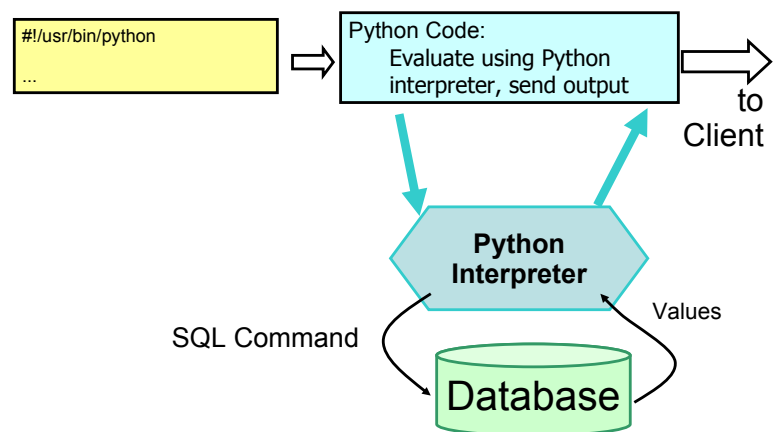 #!/usr/bin/python
...
Python Code:
Evaluate using Python
interpreter, send output
to
Client
Python
Interpreter
SQL Command
Values
Database